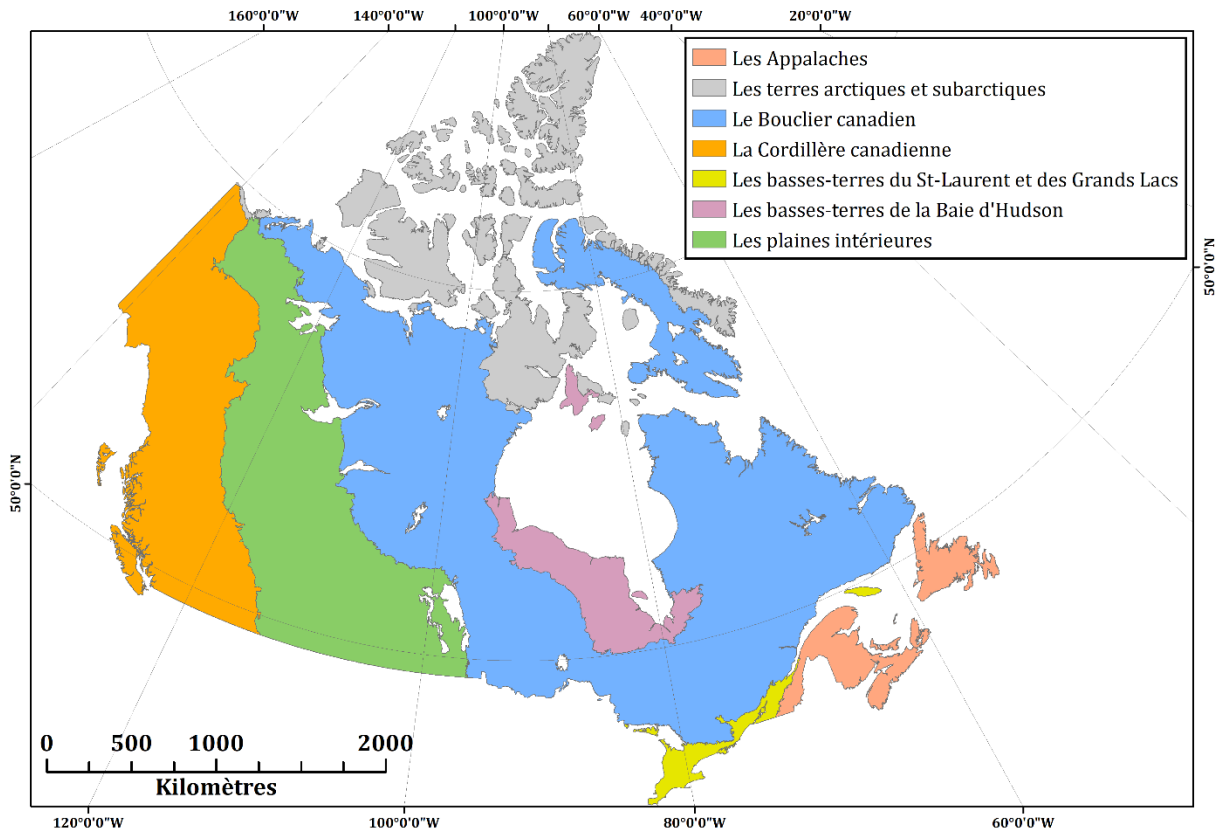 160°0'0"W 100°0'0"W 60°0'0"W 40°0'0"W 20°0'0"W
Les Appalaches
Les terres arctiques et subarctiques
Le Bouclier canadien
La Cordillère canadienne
Les basses-terres du St-Laurent et des Grands Lacs
Les basses-terres de la Baie d'Hudson
Les plaines intérieures
50°0'0"N
50°0'0"N
0 500 1000 2000
Kilomètres
120°0'0"W 100°0'0"W 80°0'0"W 60°0'0"W